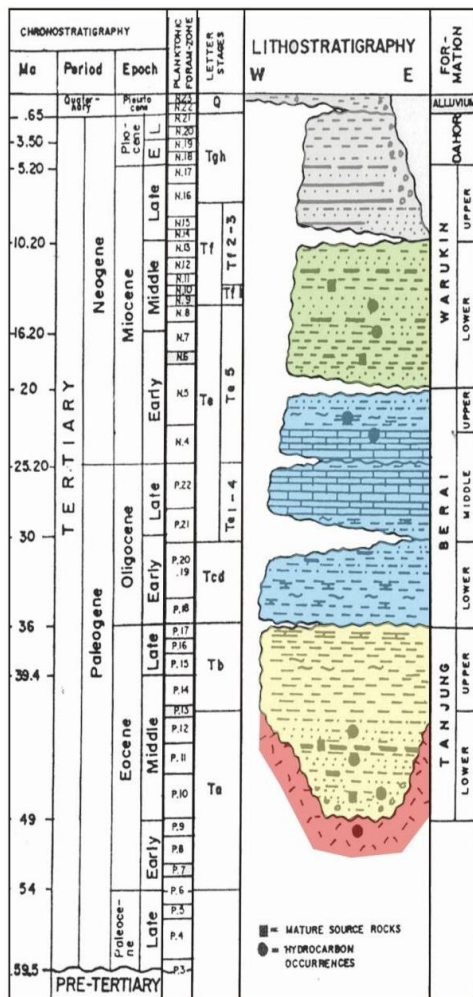 CHRONOSTRATIGRAPHY
Ma
Period
Epoch
PLANKTONIC FORAM-ZONE
LETTER STAGES
LITHOSTRATIGRAPHY
W E
FOR-MATION
Quater-nary
Pleisto cene
N.23
N.22
Q
ALLUVIUM
.65
3.50
5.20
10.20
16.20
20
25.20
30
36
39.4
49
54
59.5
TERTIARY
Neogene
Paleogene
Plio-cene
E L
Miocene
Late
Middle
Early
Oligocene
Late
Early
Eocene
Late
Middle
Early
Paleoce-ne
Late
N.21
N.20
N.19
N.18
N.17
N.16
N.15
N.14
N.13
N.12
N.11
N.10
N.9
N.8
N.7
N.6
N.5
N.4
P.22
P.21
P.20
.19
P.18
P.17
P.16
P.15
P.14
P.13
P.12
P.11
P.10
P.9
P.8
P.7
P.6
P.5
P.4
P.3
Tgh
Tf
Tf 2-3
Te
Te 5
Te 1-4
Tcd
Tb
Ta
DAHOR
WARUKIN
UPPER
LOWER
BERAI
UPPER
MIDDLE
LOWER
TANJUNG
UPPER
LOWER
= MATURE SOURCE ROCKS
= HYDROCARBON
OCCURRENCES
PRE-TERTIARY